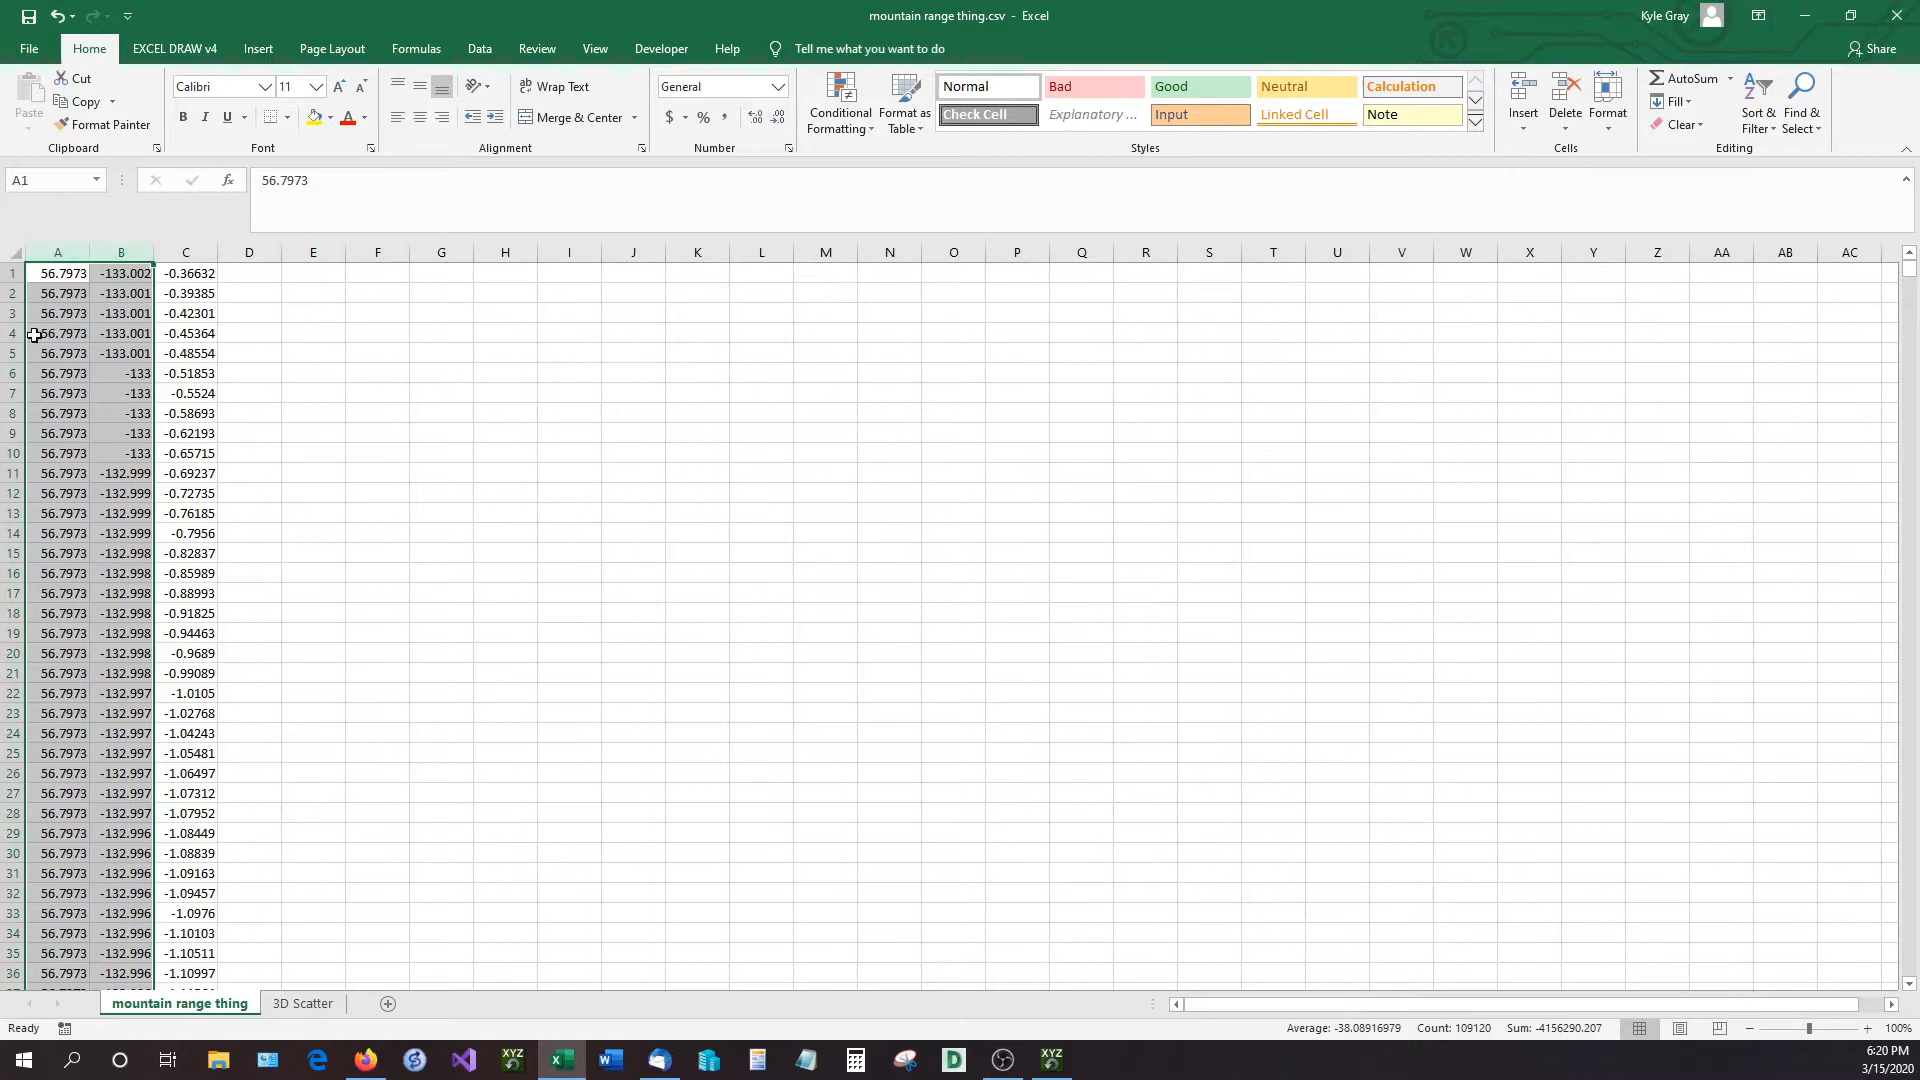 mountain range thing.csv - Excel
Kyle Gray
File Home EXCEL DRAW v4 Insert Page Layout Formulas Data Review View Developer Help Tell me what you want to do Share
Paste
Cut
Copy
Format Painter
Clipboard
Calibri 11
B I U
Font
Wrap Text
Merge & Center
Alignment
General
$ % ,
Number
Conditional Formatting
Format as Table
Normal Bad Good Neutral Calculation
Check Cell Explanatory ... Input Linked Cell Note
Styles
Insert Delete Format
Cells
AutoSum
Fill
Clear
Sort & Filter
Find & Select
Editing
A1 fx 56.7973
A B C D E F G H I J K L M N O P Q R S T U V W X Y Z AA AB AC
1 56.7973 -133.002 -0.36632
2 56.7973 -133.001 -0.39385
3 56.7973 -133.001 -0.42301
4 56.7973 -133.001 -0.45364
5 56.7973 -133.001 -0.48554
6 56.7973 -133 -0.51853
7 56.7973 -133 -0.5524
8 56.7973 -133 -0.58693
9 56.7973 -133 -0.62193
10 56.7973 -133 -0.65715
11 56.7973 -132.999 -0.69237
12 56.7973 -132.999 -0.72735
13 56.7973 -132.999 -0.76185
14 56.7973 -132.999 -0.7956
15 56.7973 -132.998 -0.82837
16 56.7973 -132.998 -0.85989
17 56.7973 -132.998 -0.88993
18 56.7973 -132.998 -0.91825
19 56.7973 -132.998 -0.94463
20 56.7973 -132.998 -0.9689
21 56.7973 -132.998 -0.99089
22 56.7973 -132.997 -1.0105
23 56.7973 -132.997 -1.02768
24 56.7973 -132.997 -1.04243
25 56.7973 -132.997 -1.05481
26 56.7973 -132.997 -1.06497
27 56.7973 -132.997 -1.07312
28 56.7973 -132.997 -1.07952
29 56.7973 -132.996 -1.08449
30 56.7973 -132.996 -1.08839
31 56.7973 -132.996 -1.09163
32 56.7973 -132.996 -1.09457
33 56.7973 -132.996 -1.0976
34 56.7973 -132.996 -1.10103
35 56.7973 -132.996 -1.10511
36 56.7973 -132.996 -1.10997
mountain range thing 3D Scatter
Ready Average: -38.08916979 Count: 109120 Sum: -4156290.207 100%
XYZ XYZ
6:20 PM
3/15/2020